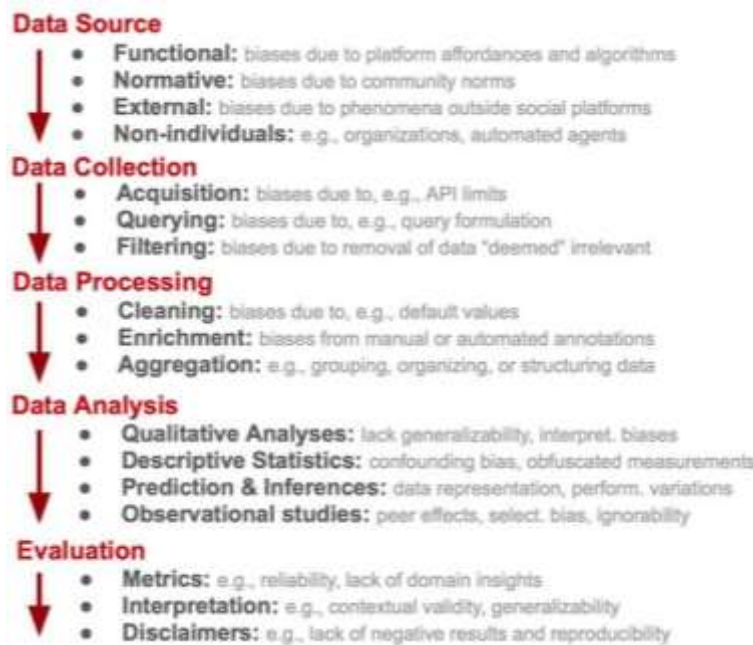 Data Source
● Functional: biases due to platform affordances and algorithms
● Normative: biases due to community norms
● External: biases due to phenomena outside social platforms
● Non-individuals: e.g., organizations, automated agents
Data Collection
● Acquisition: biases due to, e.g., API limits
● Querying: biases due to, e.g., query formulation
● Filtering: biases due to removal of data "deemed" irrelevant
Data Processing
● Cleaning: biases due to, e.g., default values
● Enrichment: biases from manual or automated annotations
● Aggregation: e.g., grouping, organizing, or structuring data
Data Analysis
● Qualitative Analyses: lack generalizability, interpret. biases
● Descriptive Statistics: confounding bias, obfuscated measurements
● Prediction & Inferences: data representation, perform. variations
● Observational studies: peer effects, select. bias, ignorability
Evaluation
● Metrics: e.g., reliability, lack of domain insights
● Interpretation: e.g., contextual validity, generalizability
● Disclaimers: e.g., lack of negative results and reproducibility